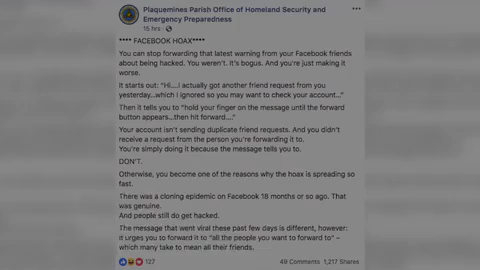 Plaquemines Parish Office of Homeland Security and
Emergency Preparedness
15 hrs ·
**** FACEBOOK HOAX****
You can stop forwarding that latest warning from your Facebook friends
about being hacked. You weren't. It's bogus. And you're just making it
worse.
It starts out: "Hi....I actually got another friend request from you
yesterday...which I ignored so you may want to check your account..."
Then it tells you to "hold your finger on the message until the forward
button appears...then hit forward...."
Your account isn't sending duplicate friend requests. And you didn't
receive a request from the person you're forwarding it to.
You're simply doing it because the message tells you to.
DON'T.
Otherwise, you become one of the reasons why the hoax is spreading so
fast.
There was a cloning epidemic on Facebook 18 months or so ago. That
was genuine.
And people still do get hacked.
The message that went viral these past few days is different, however:
it urges you to forward it to "all the people you want to forward to" –
which many take to mean all their friends.
127
49 Comments 1,217 Shares